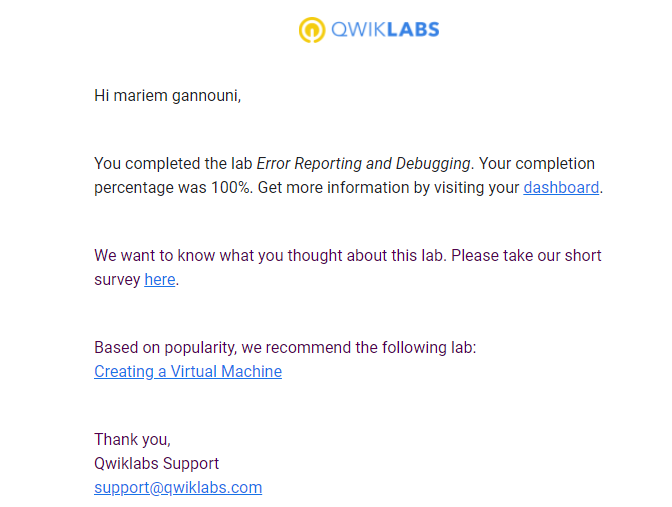 QWIKLABS
Hi mariem gannouni,
You completed the lab Error Reporting and Debugging. Your completion
percentage was 100%. Get more information by visiting your dashboard.
We want to know what you thought about this lab. Please take our short
survey here.
Based on popularity, we recommend the following lab:
Creating a Virtual Machine
Thank you,
Qwiklabs Support
support@qwiklabs.com